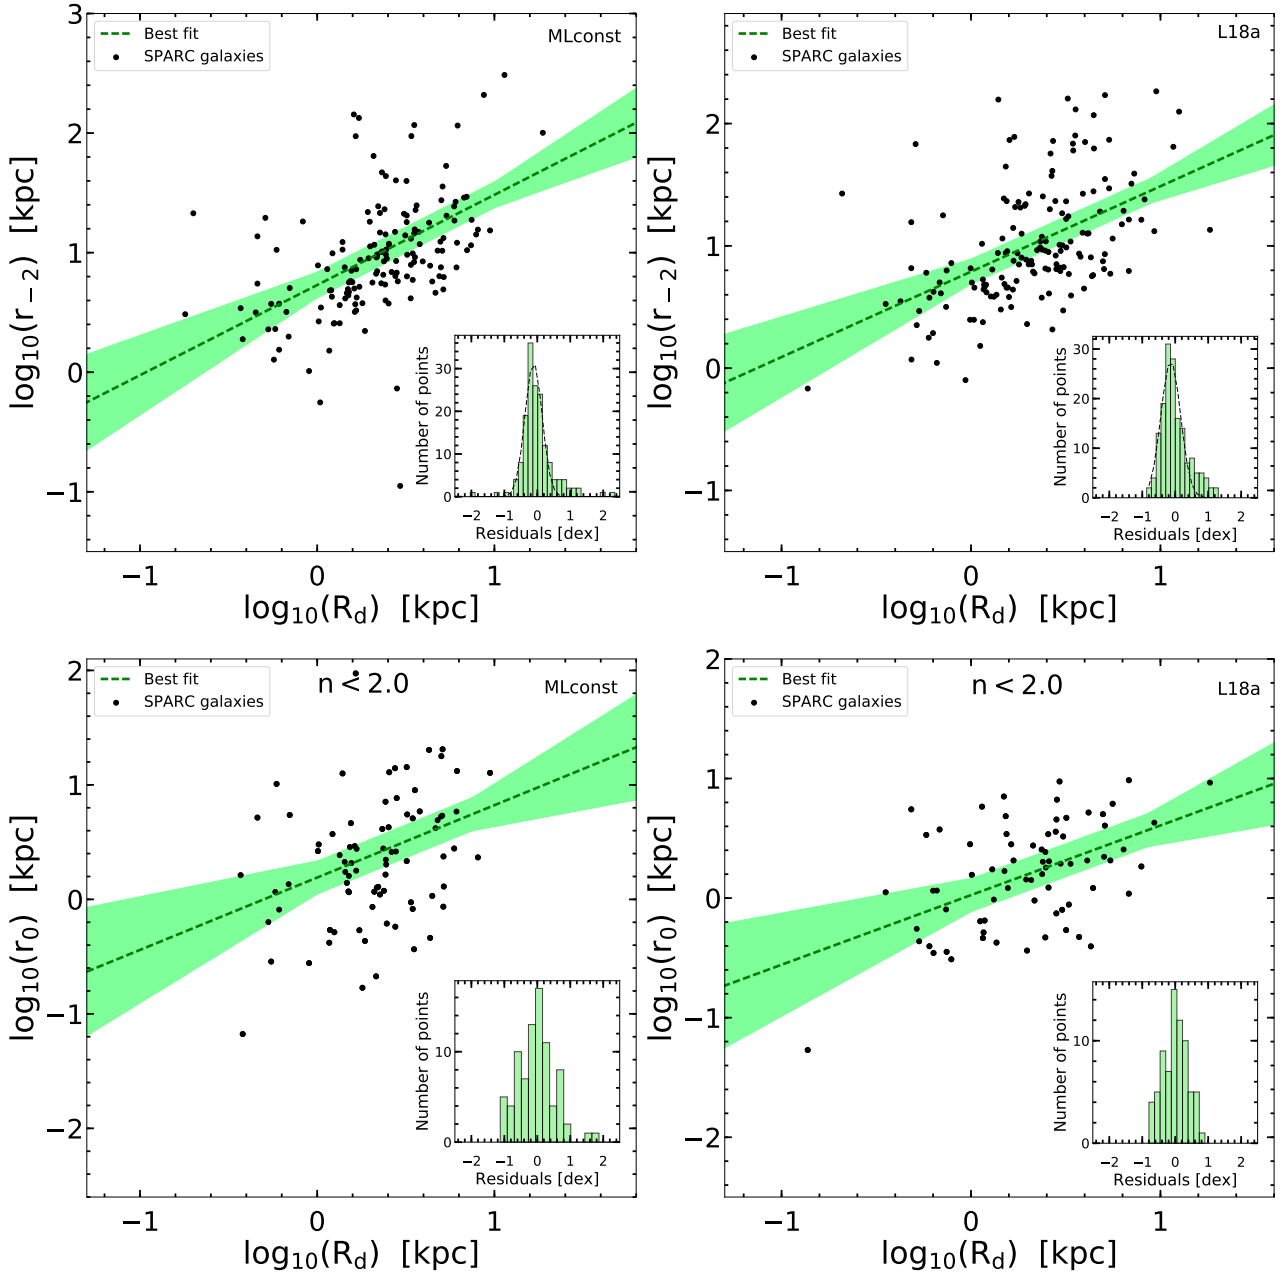 3
2
1
0
−1
−1
0
1
log10(r − 2) [kpc]
log10(Rd) [kpc]
Best fit
SPARC galaxies
MLconst
30
20
10
0
−2 −1 0 1 2
Number of points
Residuals [dex]
2
1
0
−1
−1
0
1
log10(r − 2) [kpc]
log10(Rd) [kpc]
Best fit
SPARC galaxies
L18a
30
20
10
0
−2 −1 0 1 2
Number of points
Residuals [dex]
2
1
0
−1
−2
−1
0
1
log10(r0) [kpc]
log10(Rd) [kpc]
Best fit
SPARC galaxies
n < 2.0
MLconst
10
0
−2 −1 0 1 2
Number of points
Residuals [dex]
2
1
0
−1
−2
−1
0
1
log10(r0) [kpc]
log10(Rd) [kpc]
Best fit
SPARC galaxies
n < 2.0
L18a
10
0
−2 −1 0 1 2
Number of points
Residuals [dex]